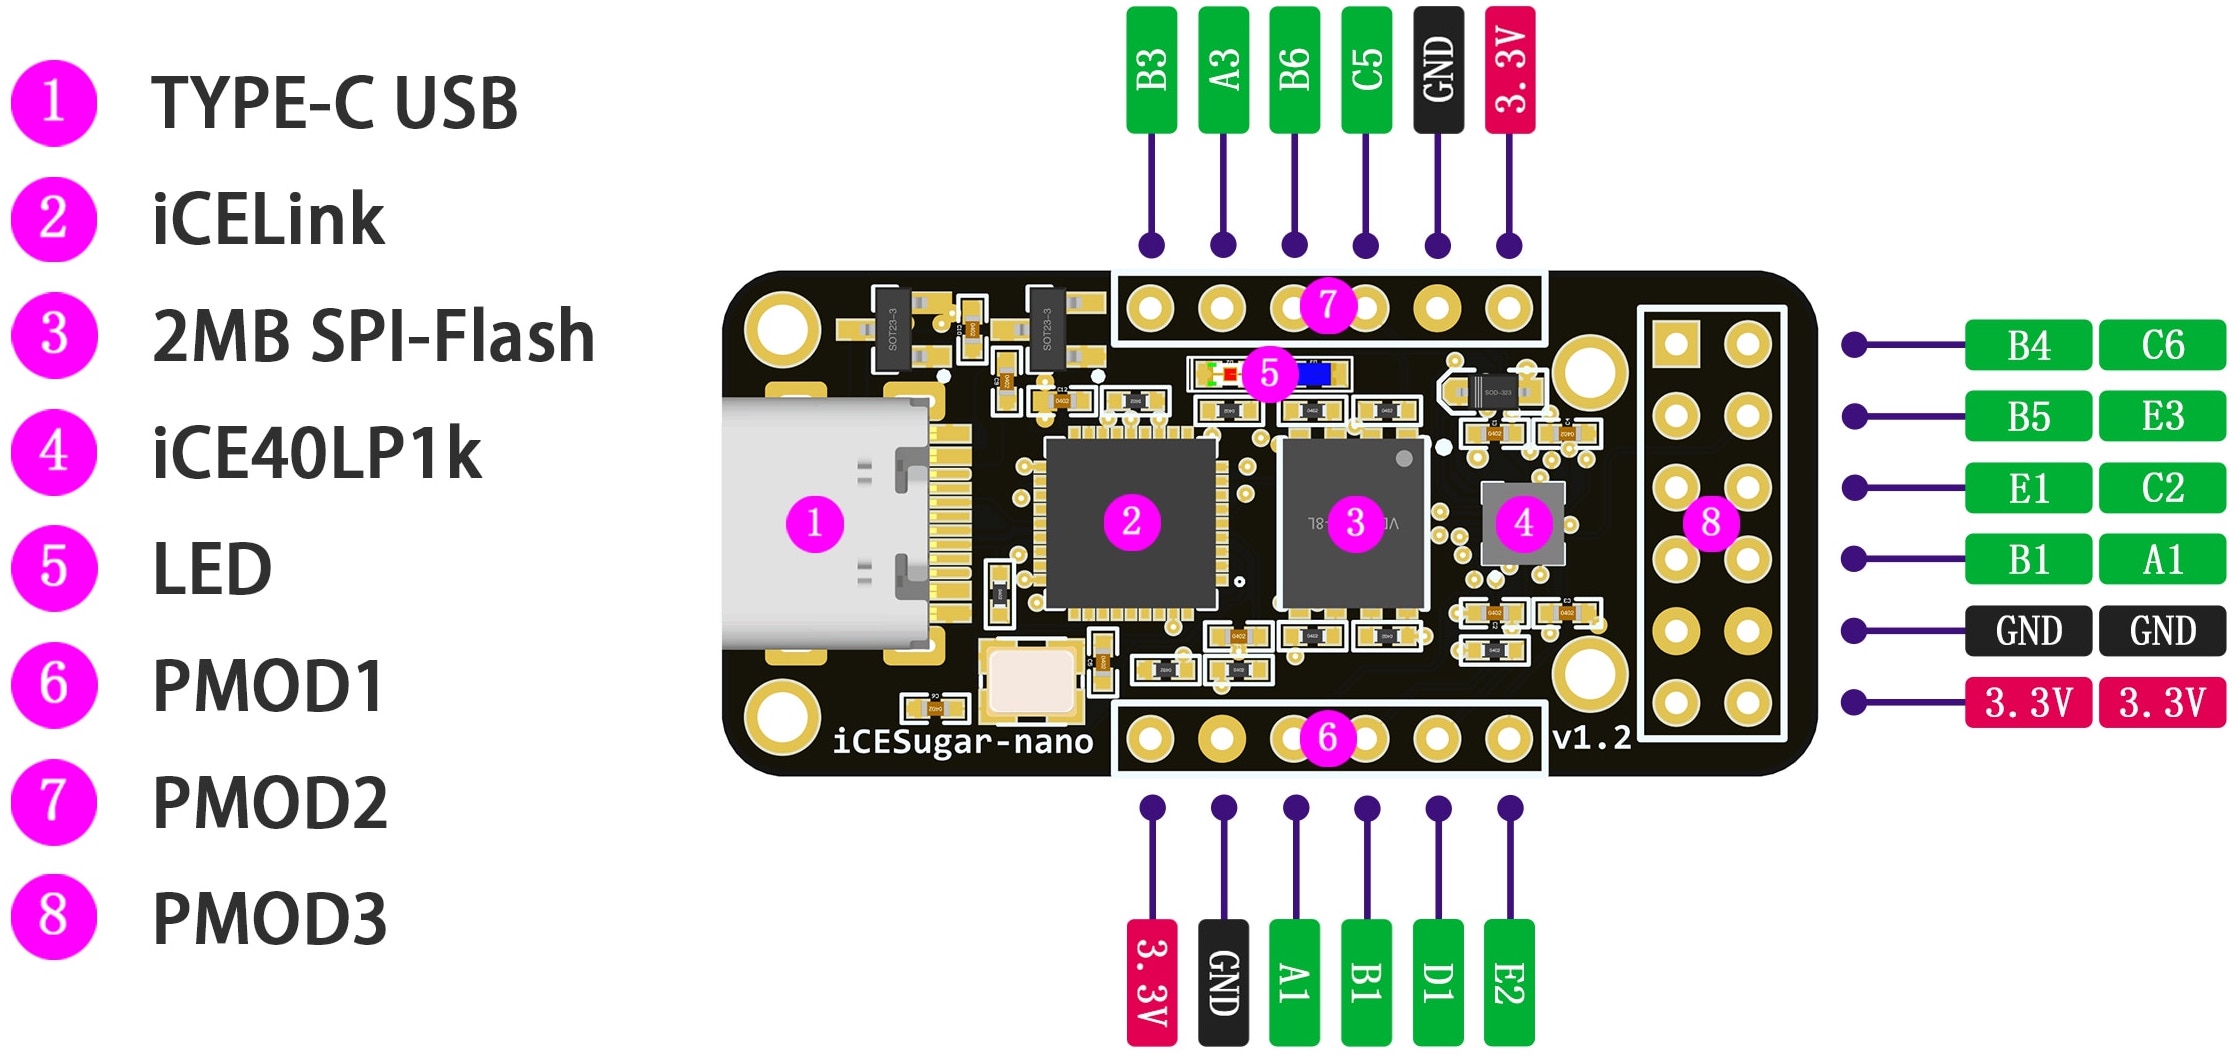 1 TYPE-C USB
2 iCELink
3 2MB SPI-Flash
4 iCE40LP1k
5 LED
6 PMOD1
7 PMOD2
8 PMOD3
B3 A3 B6 C5 GND 3.3V
7
5
SOT23-3 SOT23-3
SOD-323
1 2 3 4 8
B4 C6
B5 E3
E1 C2
B1 A1
GND GND
3.3V 3.3V
iCESugar-nano 6 v1.2
3.3V GND A1 B1 D1 E2